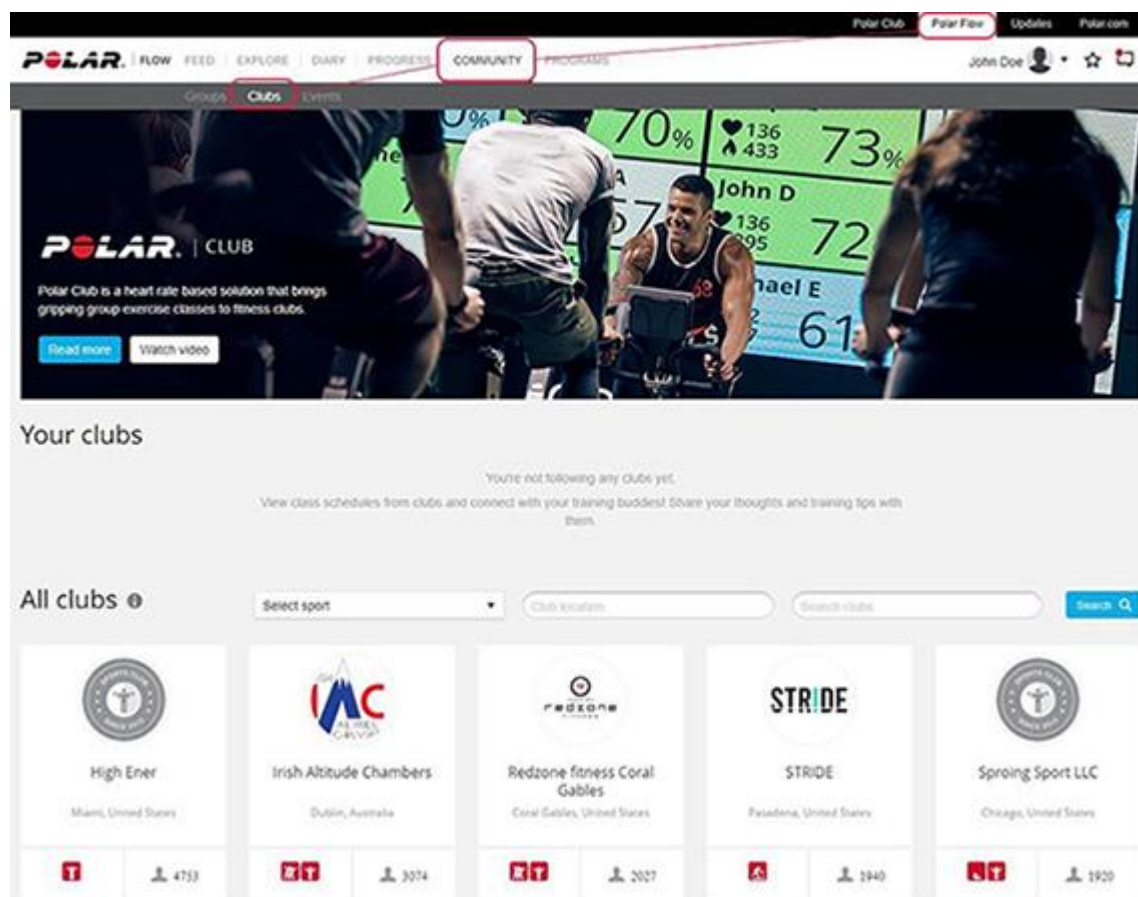 Polar Club Polar Flow Updates Polar.com
POLAR. FLOW FEED EXPLORE DIARY PROGRESS COMMUNITY PROGRAMS John Doe
Groups Clubs Events
% 70% 136 433 73%
John D
136 72
nael E
61
POLAR. | CLUB
Polar Club is a heart rate based solution that brings
gripping group exercise classes to fitness clubs.
Read more Watch video
Your clubs
You're not following any clubs yet.
View class schedules from clubs and connect with your training buddies! Share your thoughts and training tips with
them.
All clubs Select sport Club location Search clubs Search
IAC redzone STRIDE
High Ener Irish Altitude Chambers Redzone fitness Coral STRIDE Sproing Sport LLC
Gables
Miami, United States Dublin, Australia Coral Gables, United States Pasadena, United States Chicago, United States
4753 3074 2027 1940 1920